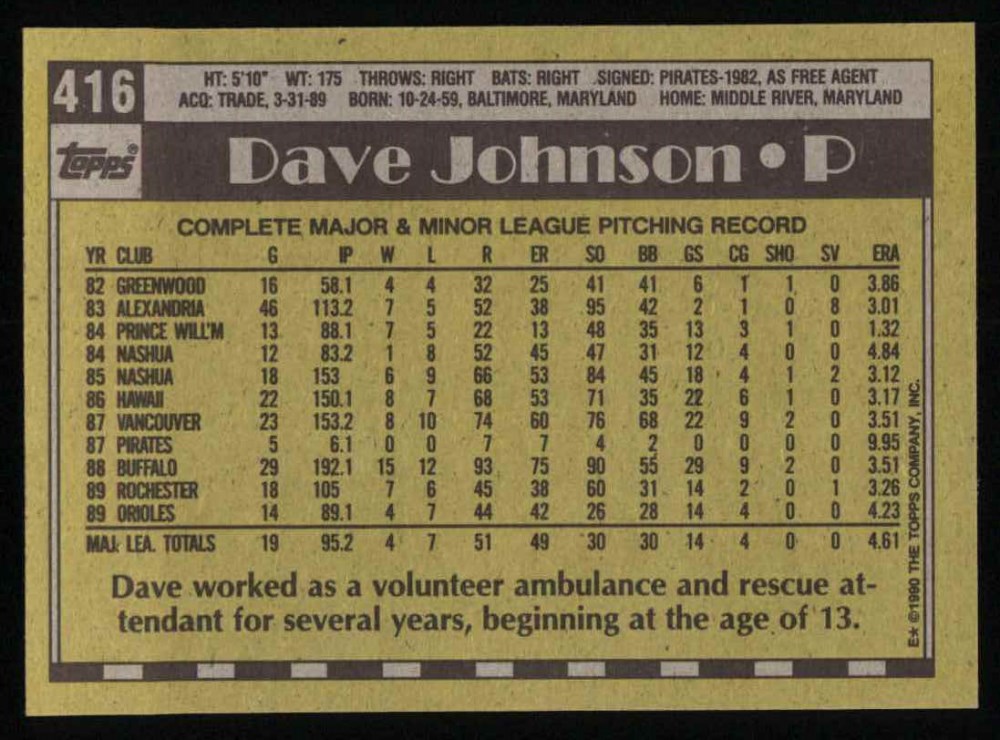 416
HT: 5'10" WT: 175 THROWS: RIGHT BATS: RIGHT SIGNED: PIRATES-1982, AS FREE AGENT
ACQ: TRADE, 3-31-89 BORN: 10-24-59, BALTIMORE, MARYLAND HOME: MIDDLE RIVER, MARYLAND
topps®
Dave Johnson • P
COMPLETE MAJOR & MINOR LEAGUE PITCHING RECORD
YR CLUB G IP W L R ER SO BB GS CG SHO SV ERA
82 GREENWOOD 16 58.1 4 4 32 25 41 41 6 1 1 0 3.86
83 ALEXANDRIA 46 113.2 7 5 52 38 95 42 2 1 0 8 3.01
84 PRINCE WILL'M 13 88.1 7 5 22 13 48 35 13 3 1 0 1.32
84 NASHUA 12 83.2 1 8 52 45 47 31 12 4 0 0 4.84
85 NASHUA 18 153 6 9 66 53 84 45 18 4 1 2 3.12
86 HAWAII 22 150.1 8 7 68 53 71 35 22 6 1 0 3.17
87 VANCOUVER 23 153.2 8 10 74 60 76 68 22 9 2 0 3.51
87 PIRATES 5 6.1 0 0 7 7 4 2 0 0 0 0 9.95
88 BUFFALO 29 192.1 15 12 93 75 90 55 29 9 2 0 3.51
89 ROCHESTER 18 105 7 6 45 38 60 31 14 2 0 1 3.26
89 ORIOLES 14 89.1 4 7 44 42 26 28 14 4 0 0 4.23
MAJ. LEA. TOTALS 19 95.2 4 7 51 49 30 30 14 4 0 0 4.61
Dave worked as a volunteer ambulance and rescue at-
tendant for several years, beginning at the age of 13.
E★ ©1990 THE TOPPS COMPANY, INC.